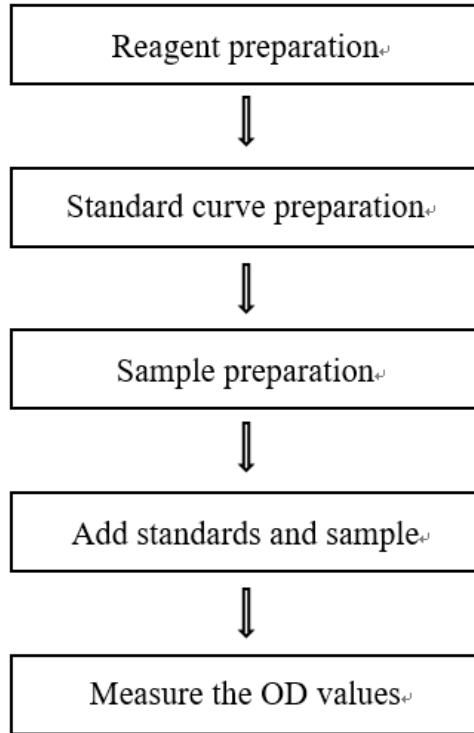 Reagent preparation↵
Standard curve preparation↵
Sample preparation↵
Add standards and sample↵
Measure the OD values↵